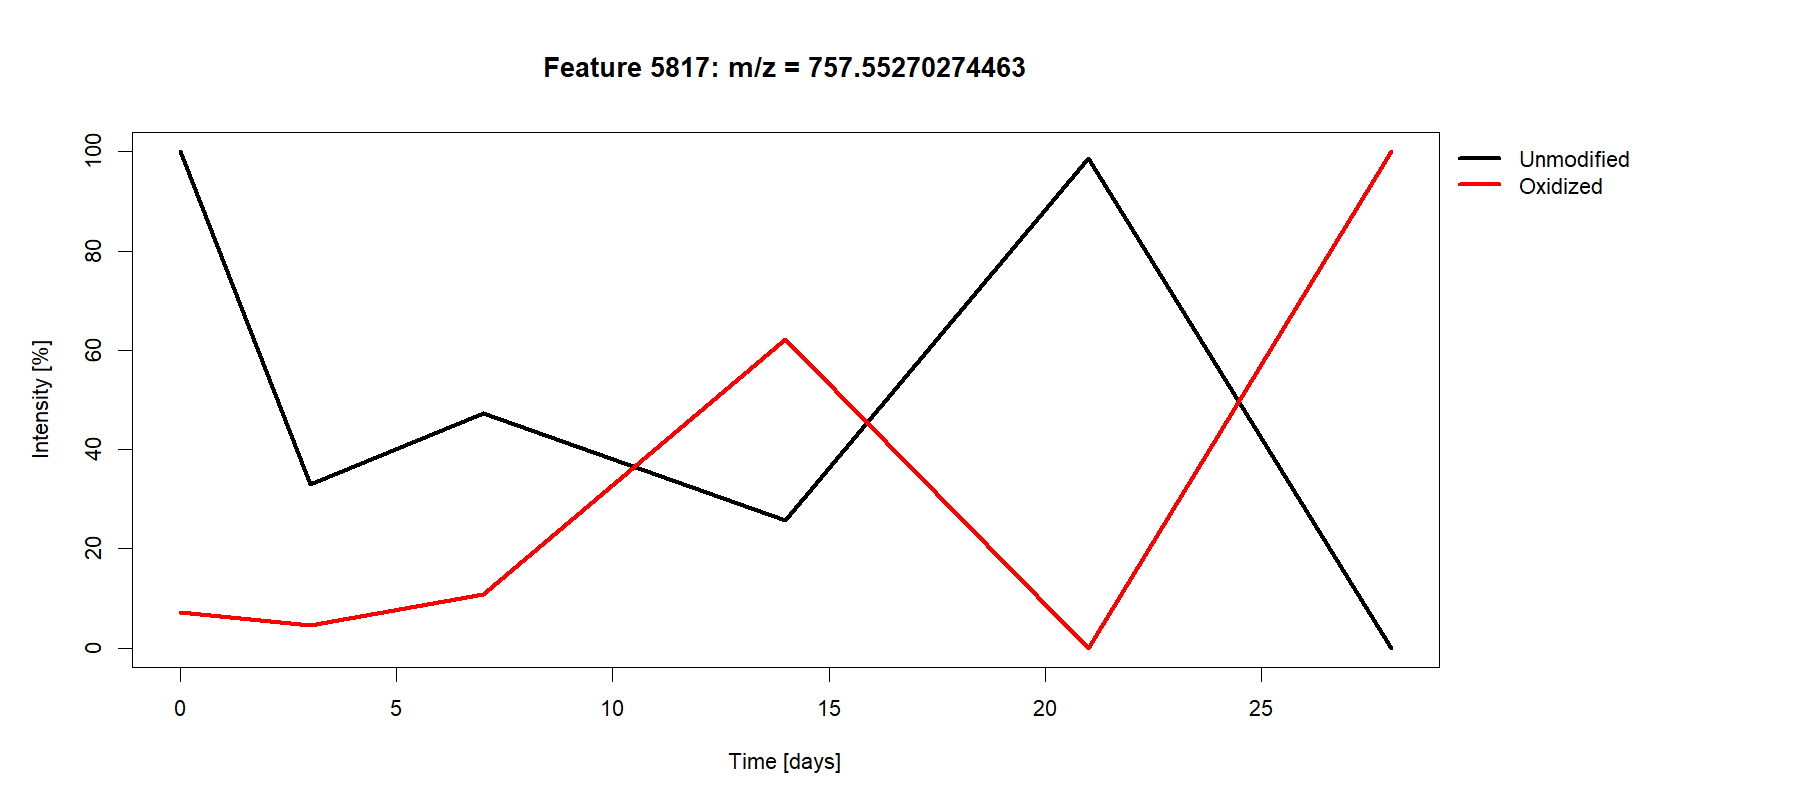 Feature 5817: m/z = 757.55270274463
Unmodified
Oxidized
Intensity [%]
100
80
60
40
20
0
0 5 10 15 20 25
Time [days]